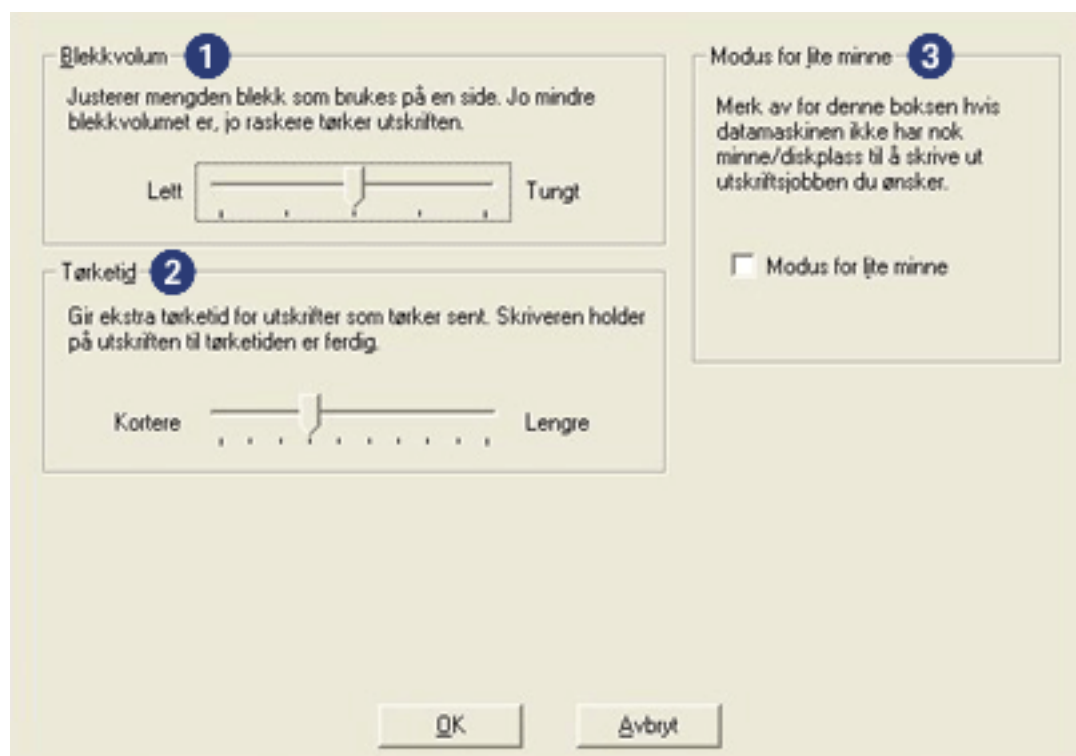 Blekkvolum 1
Justerer mengden blekk som brukes på en side. Jo mindre
blekkvolumet er, jo raskere tørker utskriften.
Lett Tungt
Tørketid 2
Gir ekstra tørketid for utskrifter som tørker sent. Skriveren holder
på utskriften til tørketiden er ferdig.
Kortere Lengre
Modus for lite minne 3
Merk av for denne boksen hvis
datamaskinen ikke har nok
minne/diskplass til å skrive ut
utskriftsjobben du ønsker.
Modus for lite minne
OK Avbryt